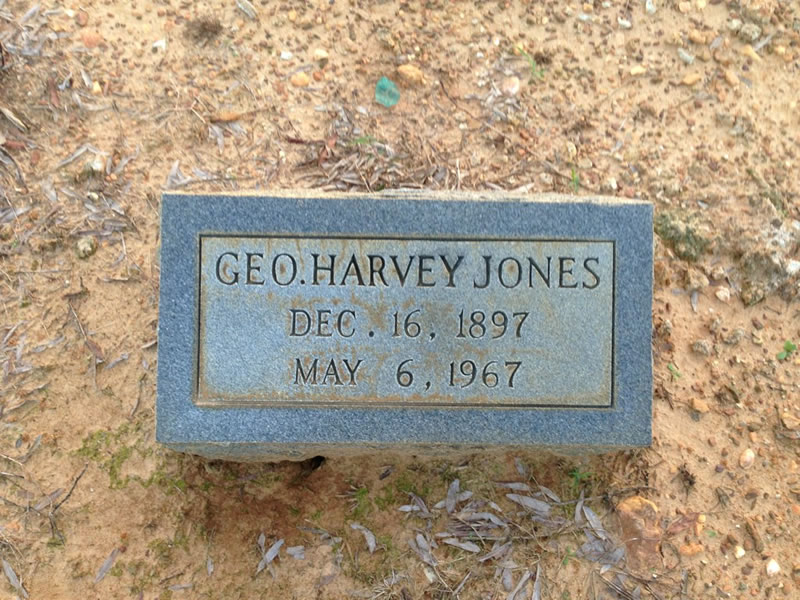 GEO. HARVEY JONES
DEC. 16, 1897
MAY 6, 1967